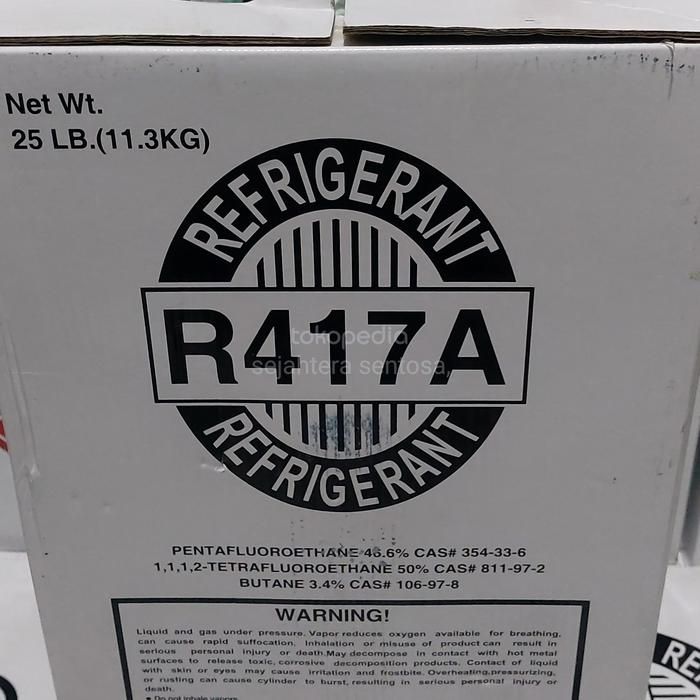 Net Wt.
25 LB.(11.3KG)
REFRIGERANT
R417A
tokopedia
sejahtera sentosa
REFRIGERANT
PENTAFLUOROETHANE 46.6% CAS# 354-33-6
1,1,1,2-TETRAFLUOROETHANE 50% CAS# 811-97-2
BUTANE 3.4% CAS# 106-97-8
WARNING!
Liquid and gas under pressure. Vapor reduces oxygen available for breathing,
can cause rapid suffocation. Inhalation or misuse of product can result in
serious personal injury or death.May decompose in contact with hot metal
surfaces to release toxic, corrosive decomposition products. Contact of liquid
with skin or eyes may cause irritation and frostbite. Overheating,pressurizing,
or rusting can cause cylinder to burst, resulting in serious personal injury or
death.
• Do not inhale vapors